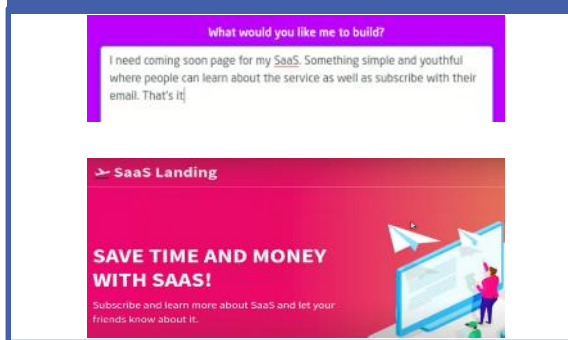 What would you like me to build?
I need coming soon page for my SaaS. Something simple and youthful
where people can learn about the service as well as subscribe with their
email. That's it
SaaS Landing
SAVE TIME AND MONEY
WITH SAAS!
Subscribe and learn more about SaaS and let your
friends know about it.